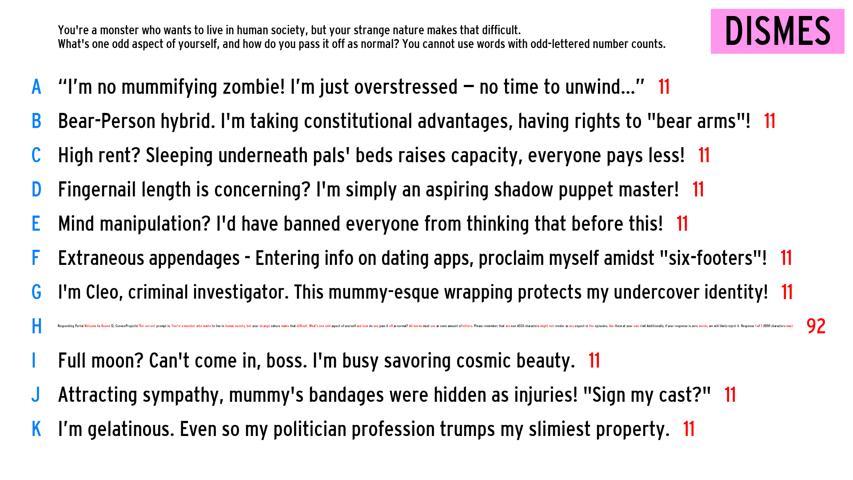 You're a monster who wants to live in human society, but your strange nature makes that difficult.
What's one odd aspect of yourself, and how do you pass it off as normal? You cannot use words with odd-lettered number counts.
DISMES
A “I’m no mummifying zombie! I’m just overstressed – no time to unwind...” 11
B Bear-Person hybrid. I'm taking constitutional advantages, having rights to "bear arms"! 11
C High rent? Sleeping underneath pals' beds raises capacity, everyone pays less! 11
D Fingernail length is concerning? I'm simply an aspiring shadow puppet master! 11
E Mind manipulation? I'd have banned everyone from thinking that before this! 11
F Extraneous appendages - Entering info on dating apps, proclaim myself amidst "six-footers"! 11
G I'm Cleo, criminal investigator. This mummy-esque wrapping protects my undercover identity! 11
H 92
I Full moon? Can't come in, boss. I'm busy savoring cosmic beauty. 11
J Attracting sympathy, mummy's bandages were hidden as injuries! "Sign my cast?" 11
K I’m gelatinous. Even so my politician profession trumps my slimiest property. 11